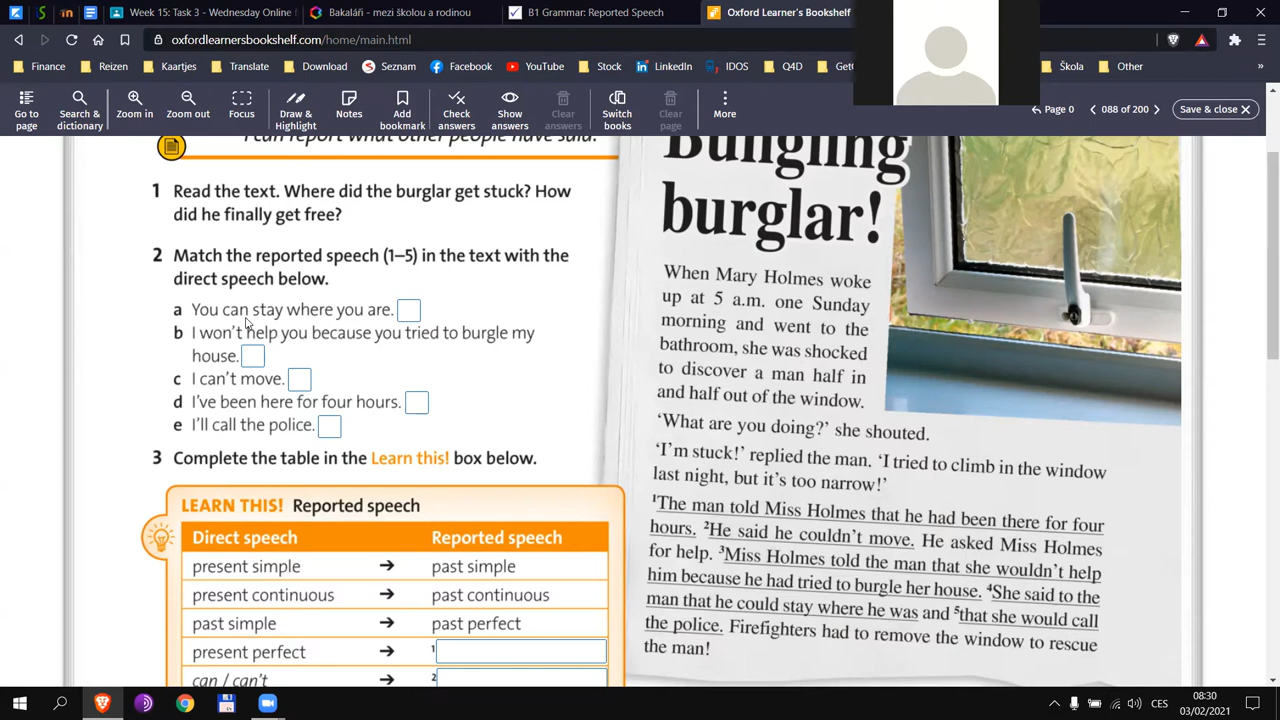 Week 15: Task 3 - Wednesday Online
Bakaláři - mezi školou a rodinou
B1 Grammar: Reported Speech
Oxford Learner's Bookshelf
oxfordlearnersbookshelf.com/home/main.html
Finance
Reizen
Kaartjes
Translate
Download
Seznam
Facebook
YouTube
Stock
LinkedIn
IDOS
Q4D
Škola
Other
Go to page
Search & dictionary
Zoom in
Zoom out
Focus
Draw & Highlight
Notes
Add bookmark
Check answers
Show answers
Clear answers
Switch books
Clear page
More
Page 0
088 of 200
Save & close X
I can report what other people have said.
1 Read the text. Where did the burglar get stuck? How
did he finally get free?
2 Match the reported speech (1–5) in the text with the
direct speech below.
a You can stay where you are.
b I won't help you because you tried to burgle my
house.
c I can't move.
d I've been here for four hours.
e I'll call the police.
3 Complete the table in the Learn this! box below.
LEARN THIS! Reported speech
Direct speech Reported speech
present simple → past simple
present continuous → past continuous
past simple → past perfect
present perfect → 1
can / can't → 2
Bungling
burglar!
When Mary Holmes woke
up at 5 a.m. one Sunday
morning and went to the
bathroom, she was shocked
to discover a man half in
and half out of the window.
'What are you doing?' she shouted.
'I'm stuck!' replied the man. 'I tried to climb in the window
last night, but it's too narrow!'
1The man told Miss Holmes that he had been there for four
hours. 2He said he couldn't move. He asked Miss Holmes
for help. 3Miss Holmes told the man that she wouldn't help
him because he had tried to burgle her house. 4She said to the
man that he could stay where he was and 5that she would call
the police. Firefighters had to remove the window to rescue
the man!
CES
08:30
03/02/2021